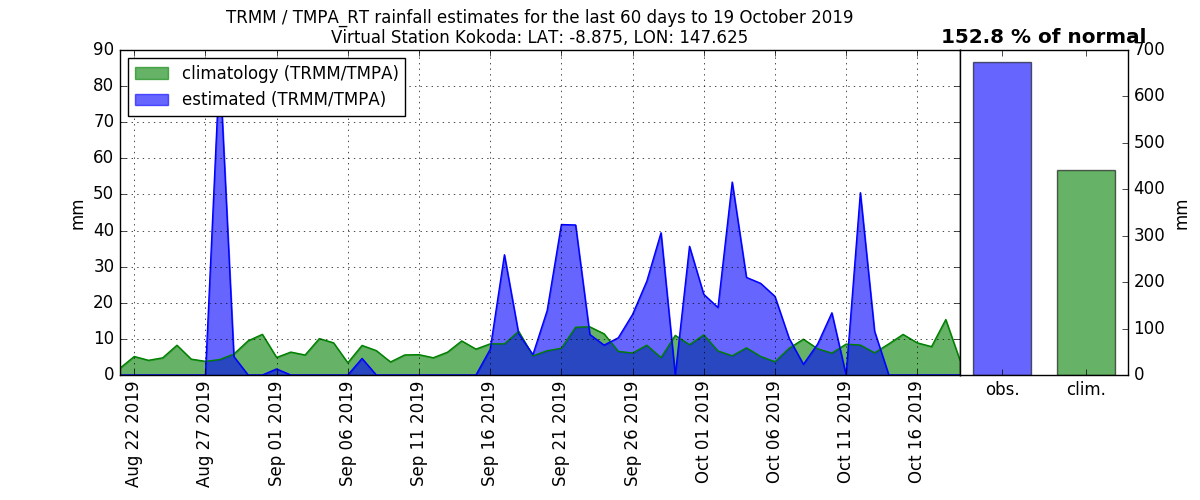 TRMM / TMPA_RT rainfall estimates for the last 60 days to 19 October 2019
Virtual Station Kokoda: LAT: -8.875, LON: 147.625
152.8 % of normal
climatology (TRMM/TMPA)
estimated (TRMM/TMPA)
90
80
70
60
50
40
30
20
10
0
mm
Aug 22 2019
Aug 27 2019
Sep 01 2019
Sep 06 2019
Sep 11 2019
Sep 16 2019
Sep 21 2019
Sep 26 2019
Oct 01 2019
Oct 06 2019
Oct 11 2019
Oct 16 2019
700
600
500
400
300
200
100
0
mm
obs.
clim.